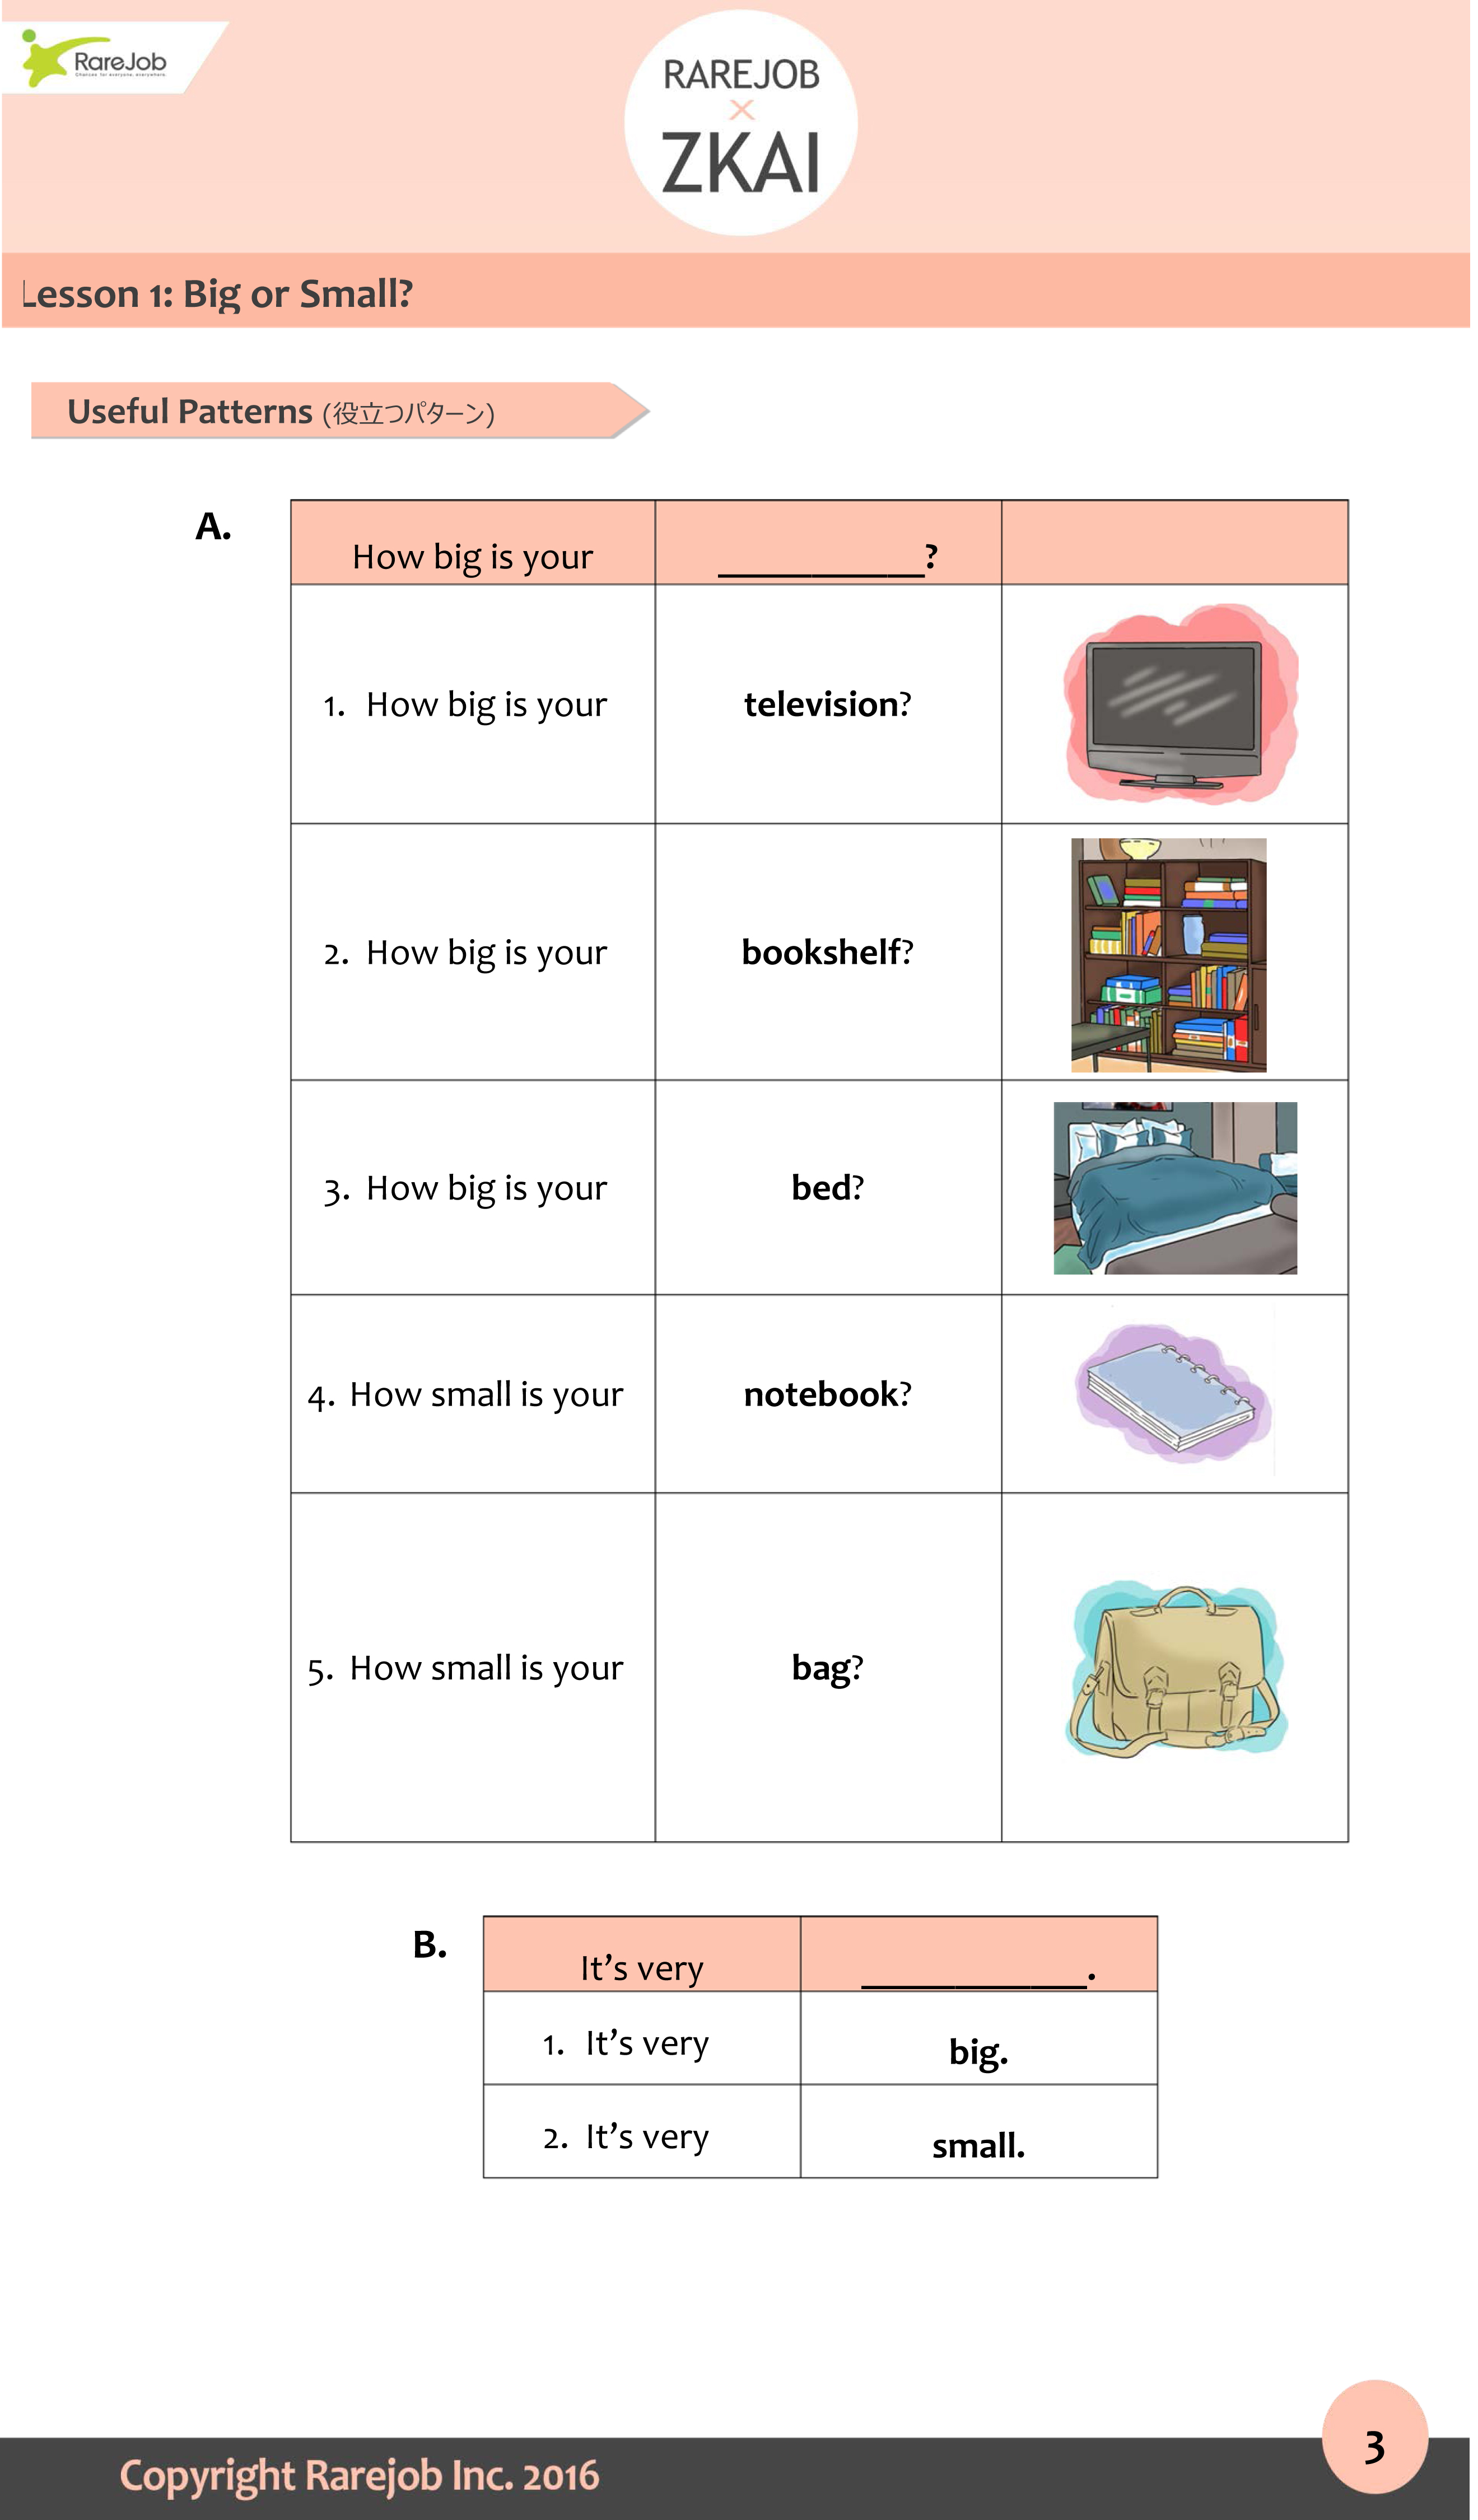 RareJob
Chances for everyone, everywhere.
RAREJOB
×
ZKAI
Lesson 1: Big or Small?
Useful Patterns (役立つパターン)
A.
How big is your ___________?
1. How big is your television?
2. How big is your bookshelf?
3. How big is your bed?
4. How small is your notebook?
5. How small is your bag?
B.
It's very ____________.
1. It's very big.
2. It's very small.
3
Copyright Rarejob Inc. 2016